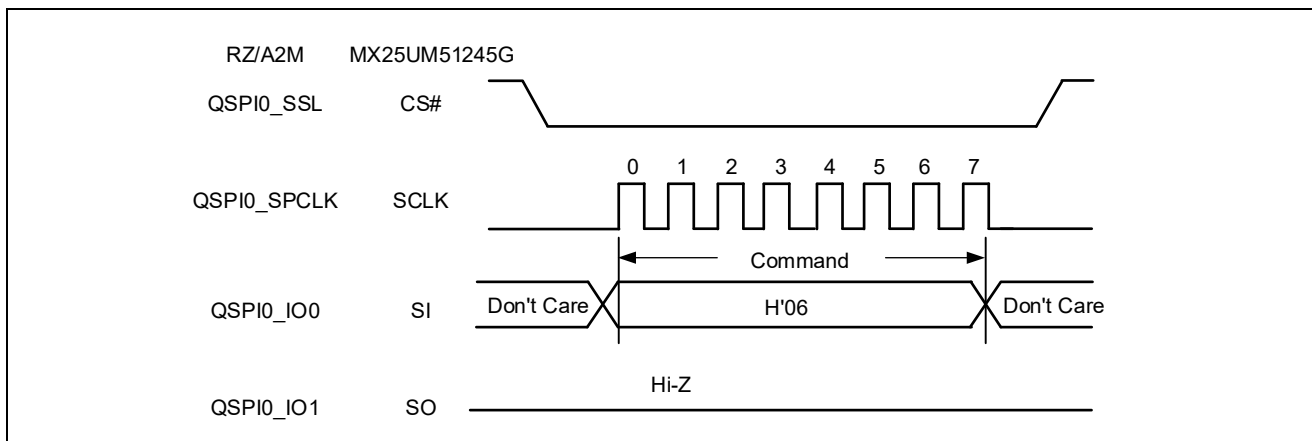 RZ/A2M MX25UM51245G
QSPI0_SSL CS#
0 1 2 3 4 5 6 7
QSPI0_SPCLK SCLK
Command
QSPI0_IO0 SI Don't Care H'06 Don't Care
Hi-Z
QSPI0_IO1 SO